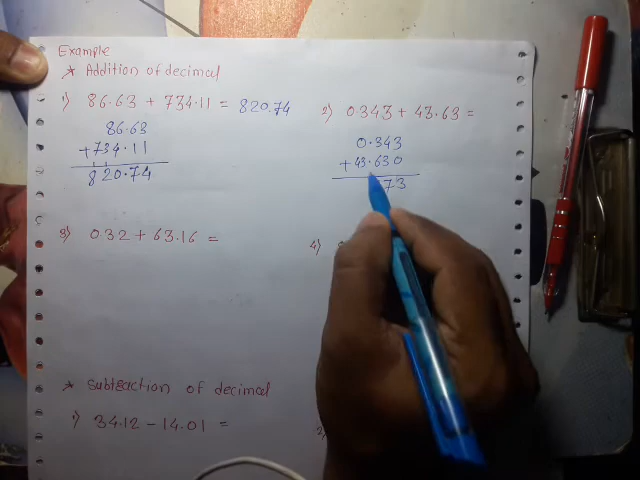 Example
* Addition of decimal
1) 86.63 + 734.11 = 820.74
86.63
+734.11
820.74
2) 0.343 + 43.63 =
0.343
+ 43.630
73
3) 0.32 + 63.16 =
4)
* Subtraction of decimal
1) 34.12 - 14.01 =
2)